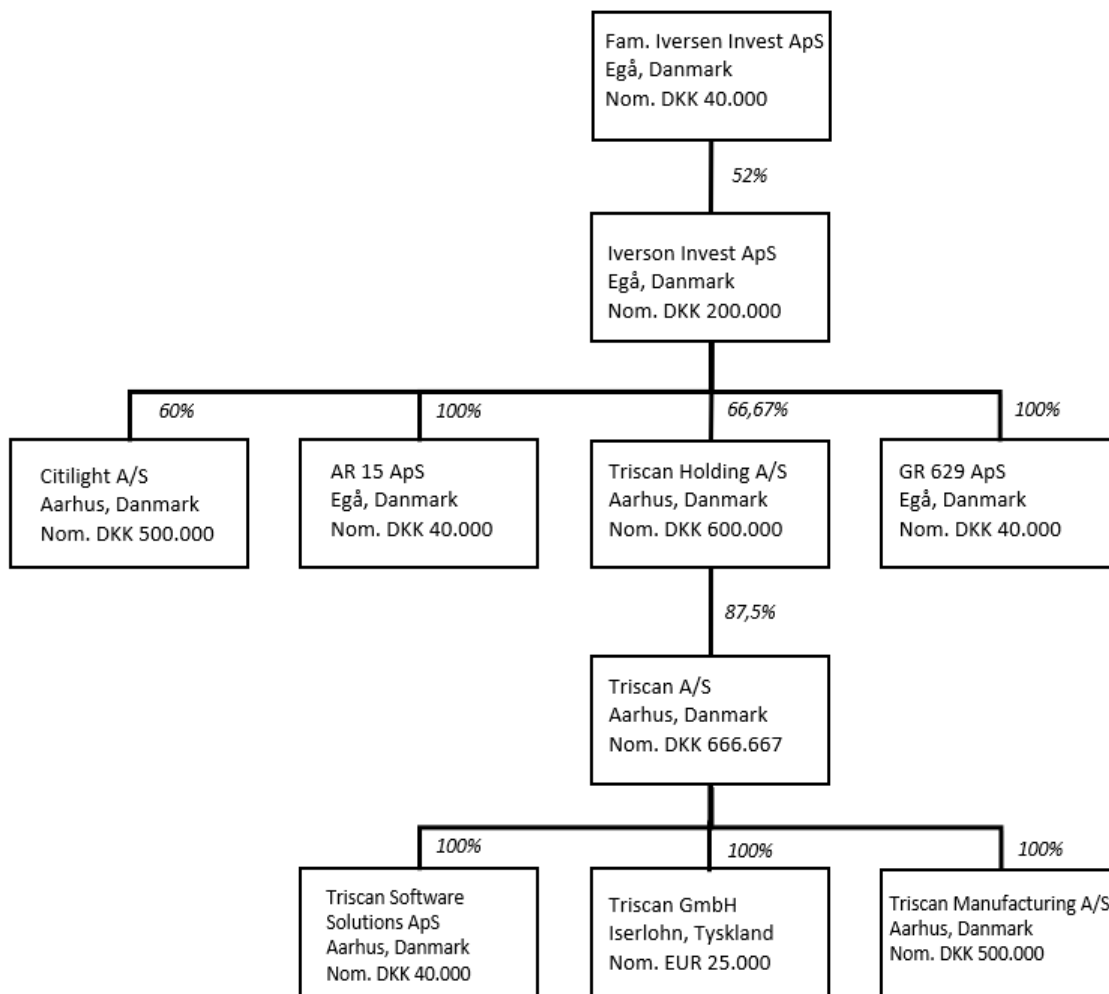 Fam. Iversen Invest ApS
Egå, Danmark
Nom. DKK 40.000
52%
Iverson Invest ApS
Egå, Danmark
Nom. DKK 200.000
60%
100%
66,67%
100%
Citilight A/S
Aarhus, Danmark
Nom. DKK 500.000
AR 15 ApS
Egå, Danmark
Nom. DKK 40.000
Triscan Holding A/S
Aarhus, Danmark
Nom. DKK 600.000
GR 629 ApS
Egå, Danmark
Nom. DKK 40.000
87,5%
Triscan A/S
Aarhus, Danmark
Nom. DKK 666.667
100%
100%
100%
Triscan Software
Solutions ApS
Aarhus, Danmark
Nom. DKK 40.000
Triscan GmbH
Iserlohn, Tyskland
Nom. EUR 25.000
Triscan Manufacturing A/S
Aarhus, Danmark
Nom. DKK 500.000